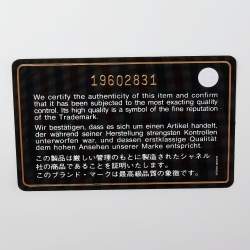 19602831
We certify the authenticity of this item and confirm
that it has been subjected to the most exacting quality
control. Its high quality is a symbol of the fine reputation
of the Trademark.
Wir bestätigen, dass es sich um einen Artikel handelt,
der während seiner Herstellung strengsten Kontrollen
unterworfen war, und dessen erstklassige Qualität
dem hohen Ansehen unserer Marke entspricht.
この製品は厳しい管理のもとに製造されたシャネル
社の商品であることを証明いたします。
このブランド・マークは最高級品質の象徴です。